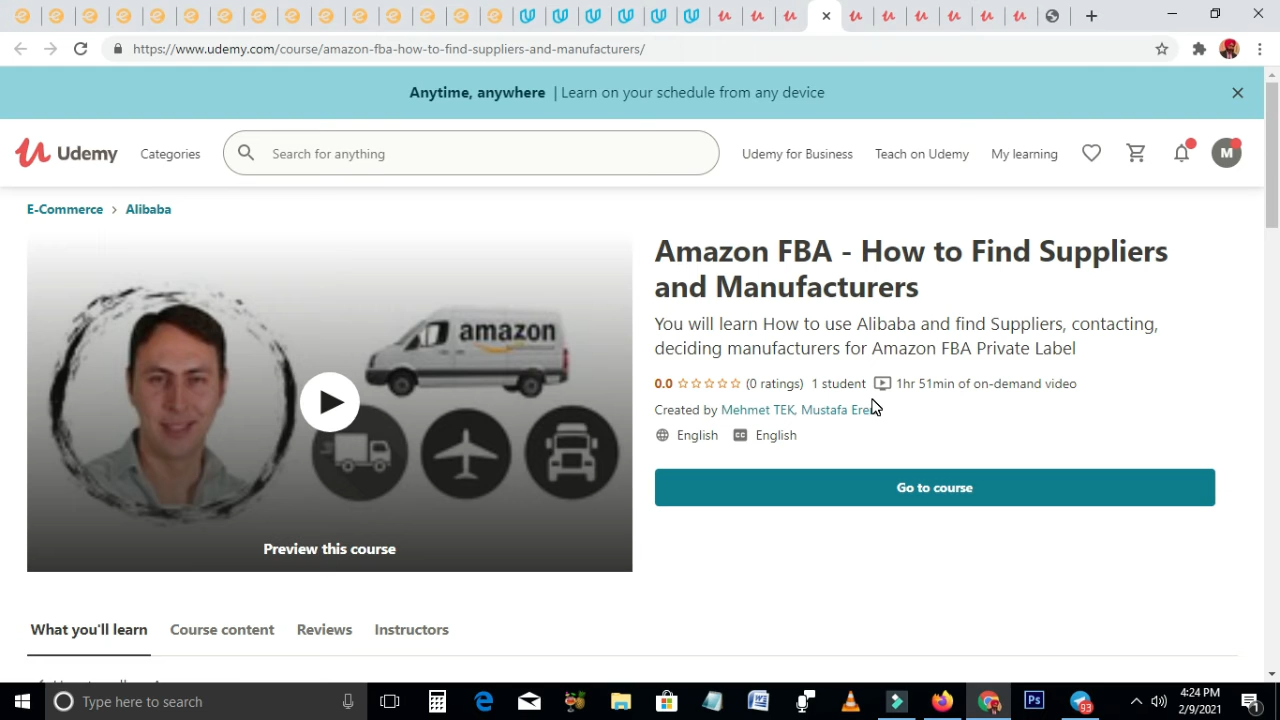 https://www.udemy.com/course/amazon-fba-how-to-find-suppliers-and-manufacturers/
Anytime, anywhere | Learn on your schedule from any device
Udemy
Categories
Search for anything
Udemy for Business
Teach on Udemy
My learning
M
E-Commerce > Alibaba
amazon
Preview this course
Amazon FBA - How to Find Suppliers
and Manufacturers
You will learn How to use Alibaba and find Suppliers, contacting,
deciding manufacturers for Amazon FBA Private Label
0.0 (0 ratings) 1 student 1hr 51min of on-demand video
Created by Mehmet TEK, Mustafa
English CC English
Go to course
What you'll learn
Course content
Reviews
Instructors
Type here to search
Ps
93
4:24 PM
2/9/2021
1